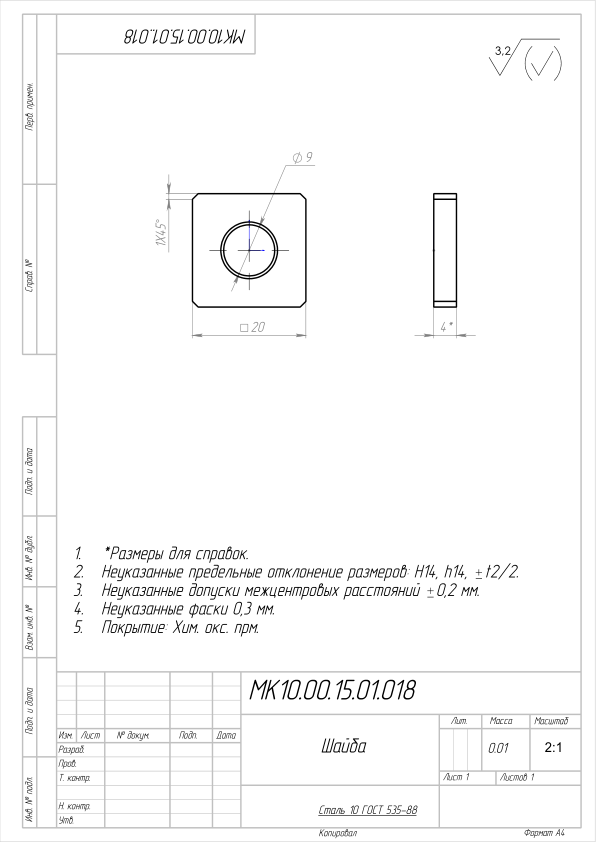 МК10.00.15.01.018
3,2
Перв. примен.
Справ. №
Ø 9
1X45°
□ 20
4 *
Подп. и дата
Инв. № дубл.
Взам. инв. №
Подп. и дата
Инв. № подл.
1. *Размеры для справок.
2. Неуказанные предельные отклонение размеров: H14, h14, ±t2/2.
3. Неуказанные допуски межцентровых расстояний ±0,2 мм.
4. Неуказанные фаски 0,3 мм.
5. Покрытие: Хим. окс. прм.
МК10.00.15.01.018
Изм. Лист № докум. Подп. Дата
Разраб.
Пров.
Т. контр.
Н. контр.
Утв.
Шайба
Лит. Масса Масштаб
0.01 2:1
Лист 1 Листов 1
Сталь 10 ГОСТ 535-88
Копировал Формат А4